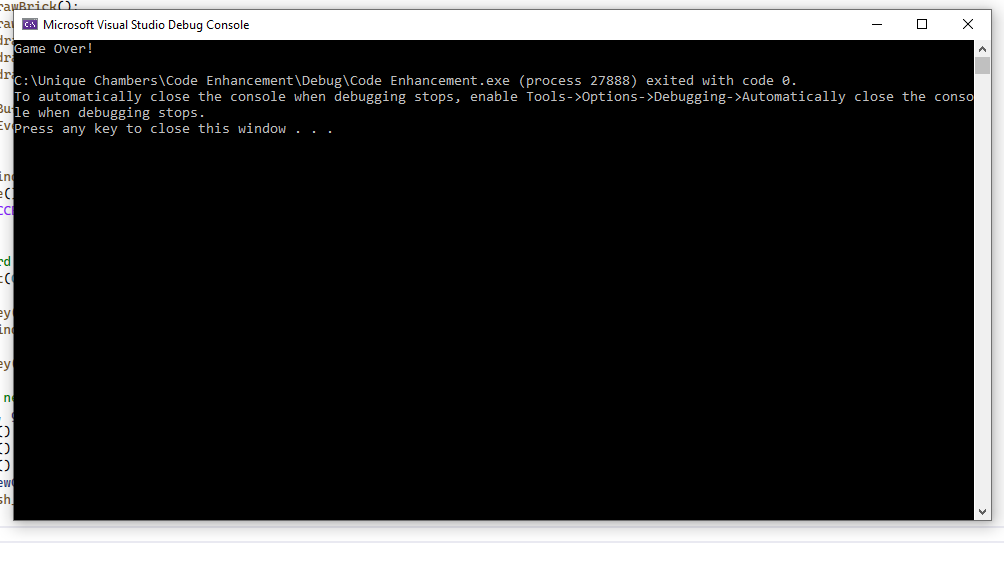 rawBrick();
Microsoft Visual Studio Debug Console
Game Over!
C:\Unique Chambers\Code Enhancement\Debug\Code Enhancement.exe (process 27888) exited with code 0.
To automatically close the console when debugging stops, enable Tools->Options->Debugging->Automatically close the conso
le when debugging stops.
Press any key to close this window . . .